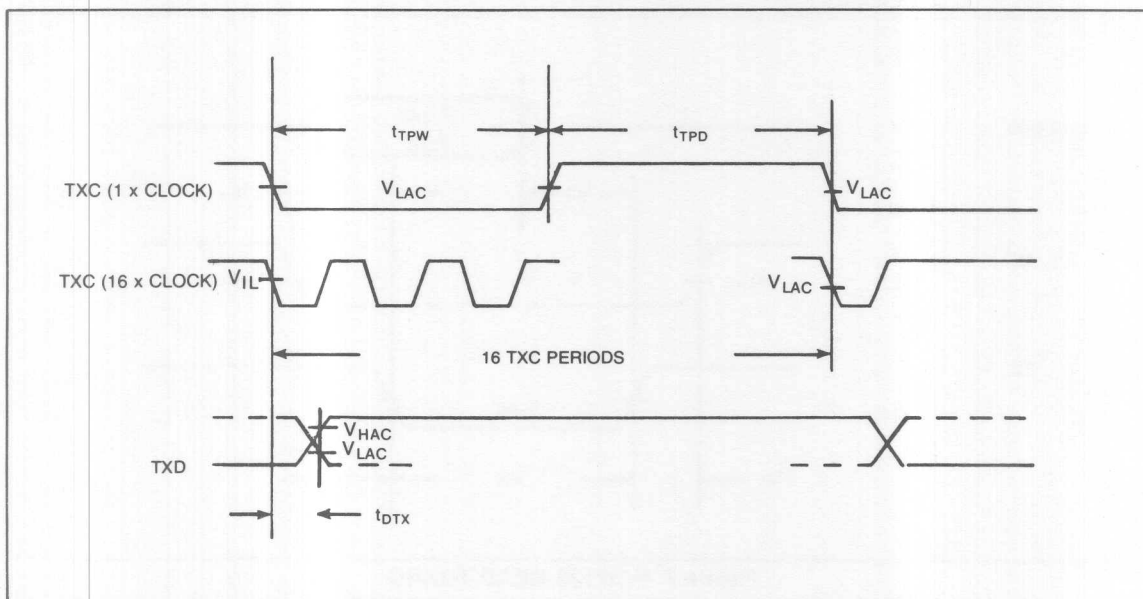 tTPW
tTPD
TXC (1 x CLOCK)
VLAC
VLAC
TXC (16 x CLOCK)
VIL
VLAC
16 TXC PERIODS
VHAC
VLAC
TXD
tDTX